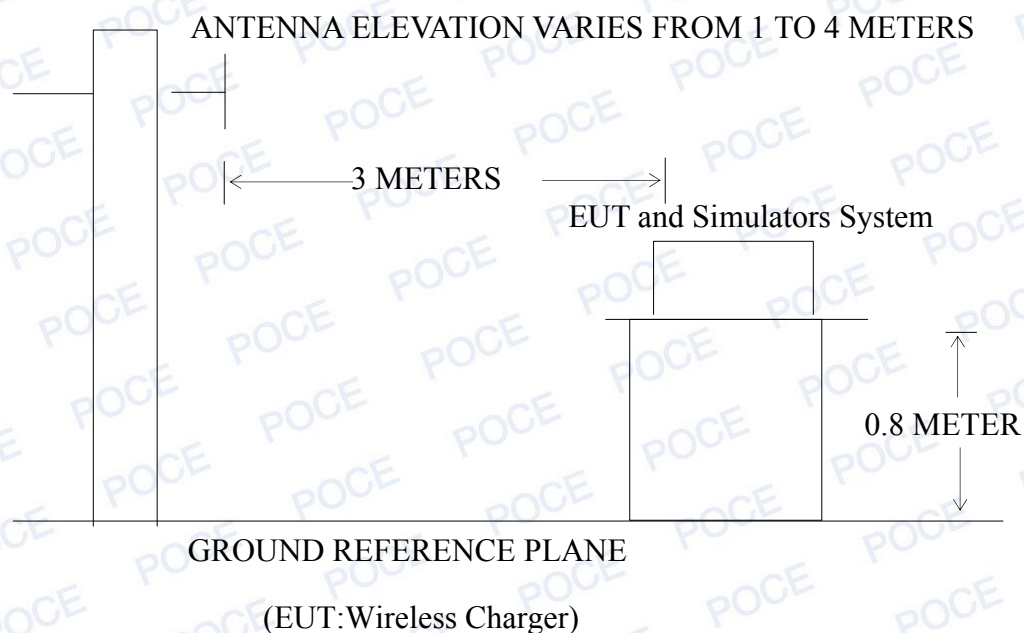 ANTENNA ELEVATION VARIES FROM 1 TO 4 METERS
3 METERS
EUT and Simulators System
0.8 METER
GROUND REFERENCE PLANE
(EUT:Wireless Charger)
POCE